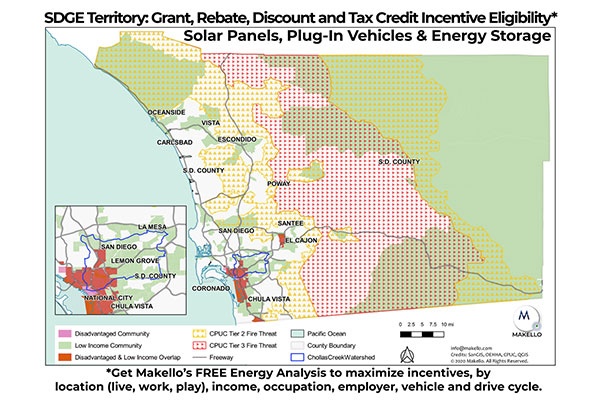 SDGE Territory: Grant, Rebate, Discount and Tax Credit Incentive Eligibility*
Solar Panels, Plug-In Vehicles & Energy Storage
OCEANSIDE
VISTA
CARLSBAD
ESCONDIDO
S.D. COUNTY
S.D. COUNTY
POWAY
SANTEE
SAN DIEGO
EL CAJON
CORONADO
CHULA VISTA
LA MESA
SAN DIEGO
LEMON GROVE
S.D. COUNTY
NATIONAL CITY
CHULA VISTA
Disadvantaged Community
Low Income Community
Disadvantaged & Low Income Overlap
CPUC Tier 2 Fire Threat
CPUC Tier 3 Fire Threat
Freeway
Pacific Ocean
County Boundary
ChollasCreekWatershed
0 2.5 5 7.5 10 mi
M
MAKELLO
info@makello.com
Credits: SanGIS, OEHHA, CPUC, QGIS
©2022 Makello. All Rights Reserved.
*Get Makello's FREE Energy Analysis to maximize incentives, by
location (live, work, play), income, occupation, employer, vehicle and drive cycle.